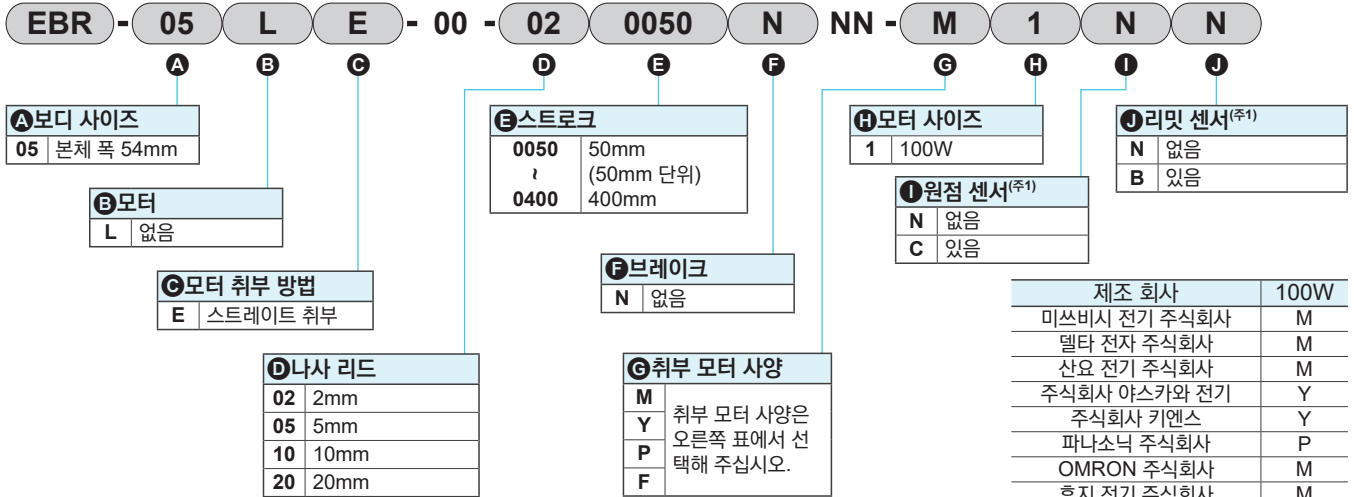 EBR - 05 L E - 00 - 02 0050 N NN - M 1 N N
A B C D E F G H I J
A보디 사이즈
05 본체 폭 54mm
B모터
L 없음
C모터 취부 방법
E 스트레이트 취부
D나사 리드
02 2mm
05 5mm
10 10mm
20 20mm
E스트로크
0050 50mm
~ (50mm 단위)
0400 400mm
F브레이크
N 없음
G취부 모터 사양
M
Y
P
F
취부 모터 사양은
오른쪽 표에서 선
택해 주십시오.
H모터 사이즈
1 100W
I원점 센서(주1)
N 없음
C 있음
J리밋 센서(주1)
N 없음
B 있음
제조 회사 100W
미쓰비시 전기 주식회사 M
델타 전자 주식회사 M
산요 전기 주식회사 M
주식회사 야스카와 전기 Y
주식회사 키엔스 Y
파나소닉 주식회사 P
OMRON 주식회사 M
후지 전기 주식회사 M